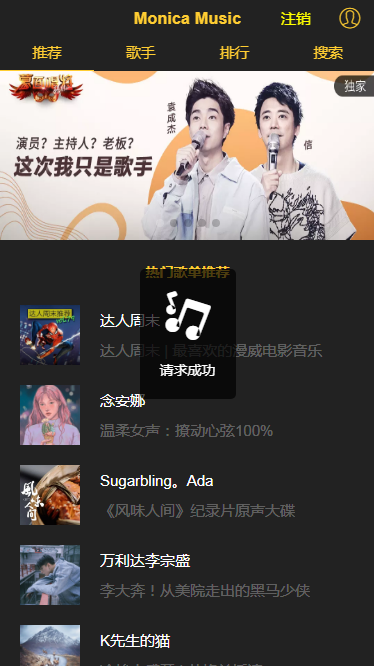 Monica Music 注销
推荐 歌手 排行 搜索
独家
袁成杰
信
演员？主持人？老板？
这次我只是歌手
热门歌单推荐
达人周末推荐
达人周末
达人周末 | 最喜欢的漫威电影音乐
请求成功
念安娜
温柔女声：撩动心弦100%
风味人间
Sugarbling。Ada
《风味人间》纪录片原声大碟
万利达李宗盛
李大奔！从美院走出的黑马少侠
K先生的猫